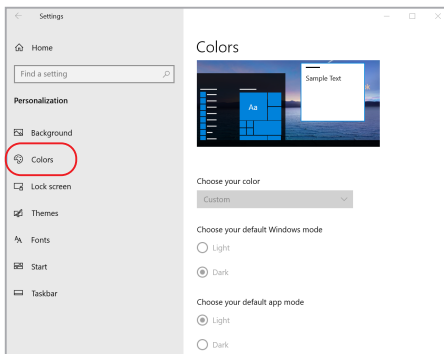 Settings
Home
Find a setting
Personalization
Background
Colors
Lock screen
Themes
Fonts
Start
Taskbar
Colors
Sample Text
Aa
Choose your color
Custom
Choose your default Windows mode
Light
Dark
Choose your default app mode
Light
Dark